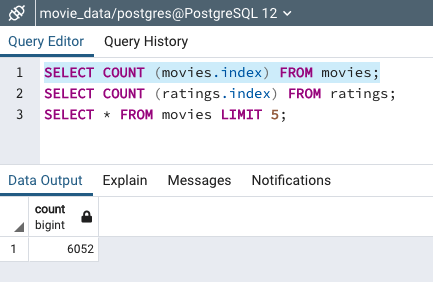 movie_data/postgres@PostgreSQL 12
Query Editor Query History
1 SELECT COUNT (movies.index) FROM movies;
2 SELECT COUNT (ratings.index) FROM ratings;
3 SELECT * FROM movies LIMIT 5;
Data Output Explain Messages Notifications
count
bigint
1 6052